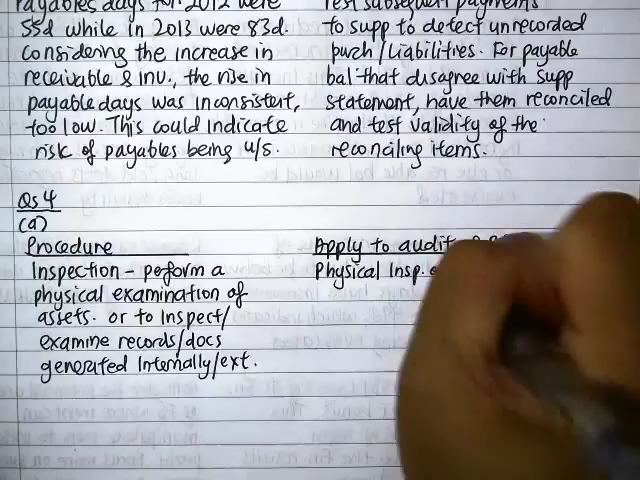 Payables days for 2012 were
55d while in 2013 were 83d.
considering the increase in
receivable & inv., the rise in
payable days was inconsistent,
too low. This could indicate
risk of payables being u/s.
Test subsequent payments
to supp to detect unrecorded
purch/Liabilities. For payable
bal that disagree with supp
statement, have them reconciled
and test validity of the
reconciling items.
Qs 4
(a)
Procedure
Inspection - perform a
physical examination of
assets. or to Inspect/
examine records/docs
generated Internally/ext.
Apply to audit of
Physical Insp.